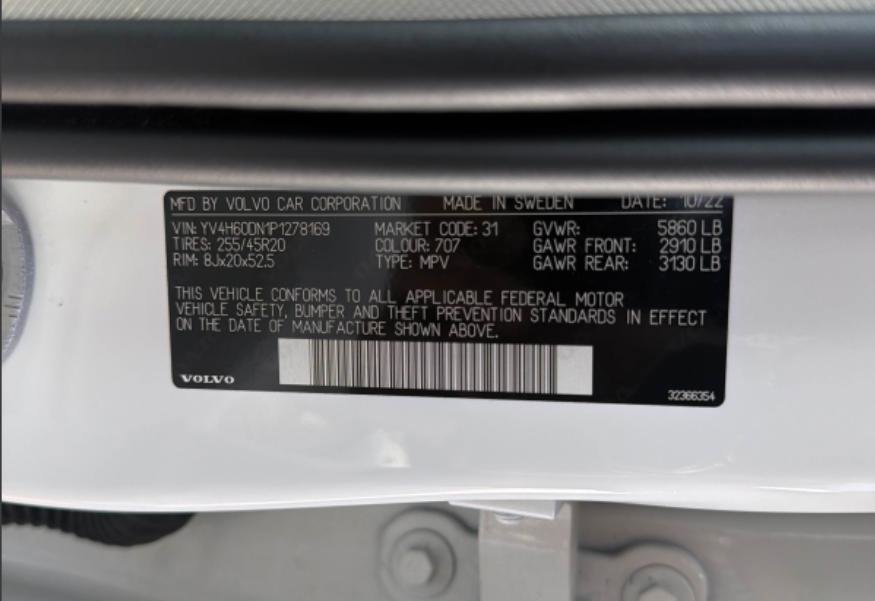 MFD BY VOLVO CAR CORPORATION MADE IN SWEDEN DATE: 10/22
VIN: YV4H60DN1P1278169 MARKET CODE: 31 GVWR: 5860 LB
TIRES: 255/45R20 COLOUR: 707 GAWR FRONT: 2910 LB
RIM: 8Jx20x52.5 TYPE: MPV GAWR REAR: 3130 LB
THIS VEHICLE CONFORMS TO ALL APPLICABLE FEDERAL MOTOR
VEHICLE SAFETY, BUMPER AND THEFT PREVENTION STANDARDS IN EFFECT
ON THE DATE OF MANUFACTURE SHOWN ABOVE.
VOLVO
32366354